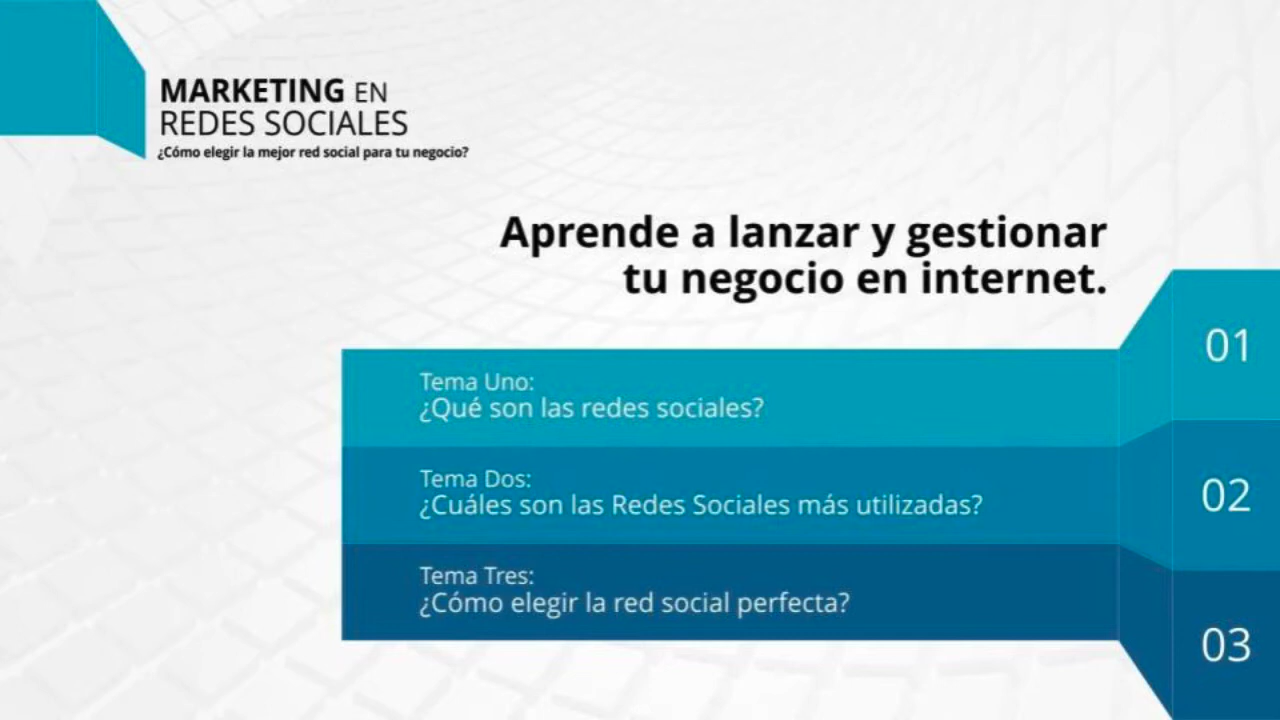 MARKETING EN
REDES SOCIALES
¿Cómo elegir la mejor red social para tu negocio?
Aprende a lanzar y gestionar
tu negocio en internet.
Tema Uno:
¿Qué son las redes sociales?
01
Tema Dos:
¿Cuáles son las Redes Sociales más utilizadas?
02
Tema Tres:
¿Cómo elegir la red social perfecta?
03